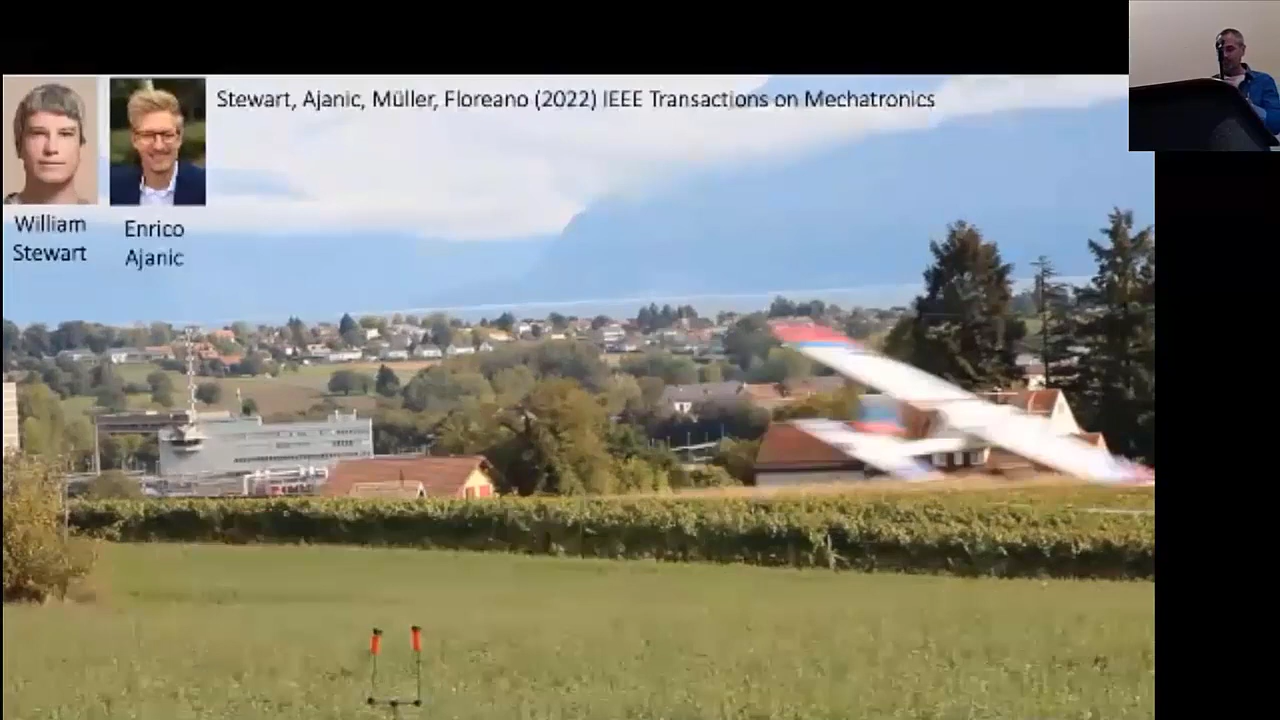 Stewart, Ajanic, Müller, Floreano (2022) IEEE Transactions on Mechatronics
William
Stewart
Enrico
Ajanic